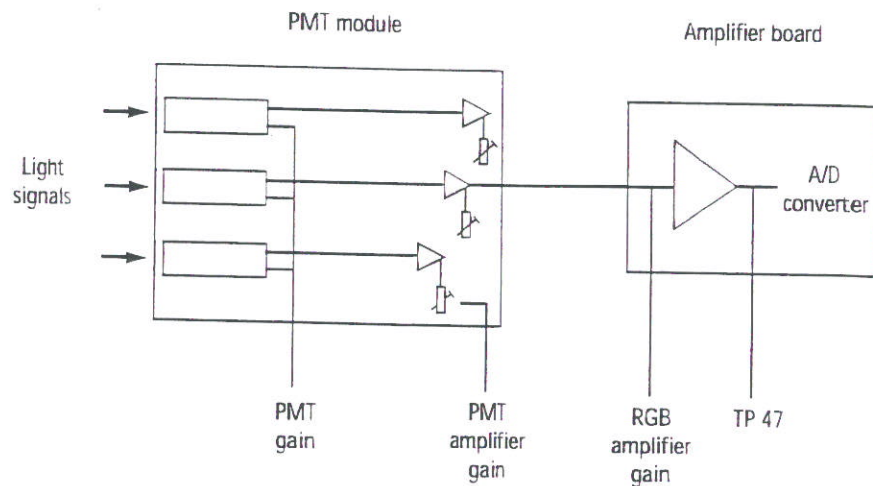 PMT module
Amplifier board
Light
signals
A/D
converter
PMT
gain
PMT
amplifier
gain
RGB
amplifier
gain
TP 47